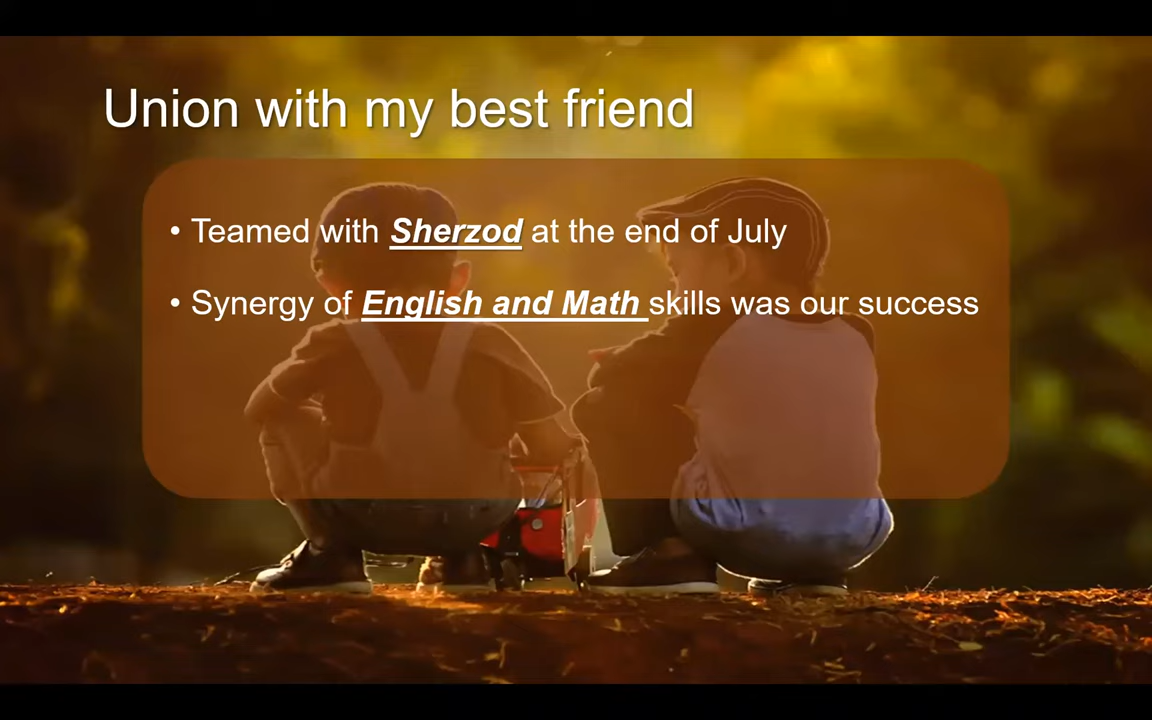 Union with my best friend
• Teamed with Sherzod at the end of July
• Synergy of English and Math skills was our success